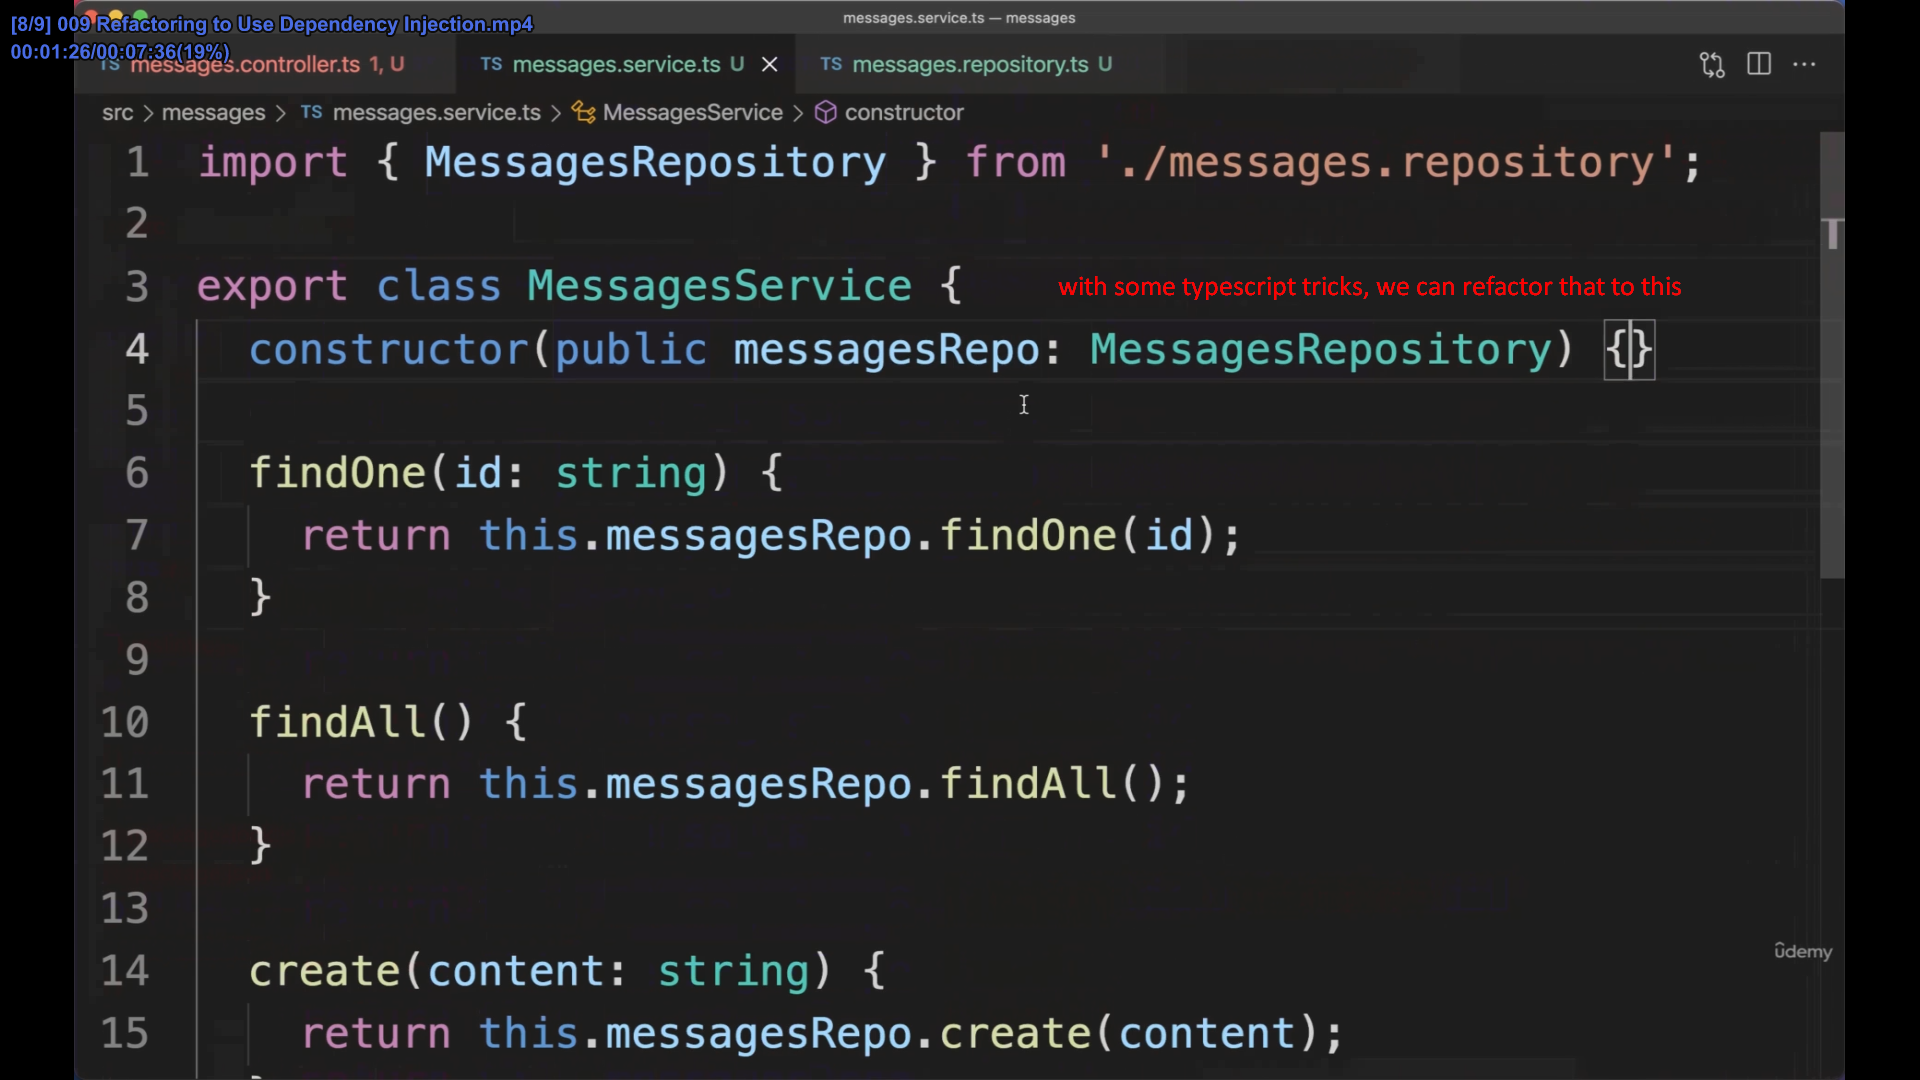 messages.service.ts — messages
[8/9] 009 Refactoring to Use Dependency Injection.mp4
00:01:26/00:07:36(19%)
TS messages.controller.ts 1, U
TS messages.service.ts U
TS messages.repository.ts U
src > messages > TS messages.service.ts > MessagesService > constructor
1 import { MessagesRepository } from './messages.repository';
2
3 export class MessagesService {
with some typescript tricks, we can refactor that to this
4 constructor(public messagesRepo: MessagesRepository) {}
5
6 findOne(id: string) {
7 return this.messagesRepo.findOne(id);
8 }
9
10 findAll() {
11 return this.messagesRepo.findAll();
12 }
13
14 create(content: string) {
15 return this.messagesRepo.create(content);
ûdemy